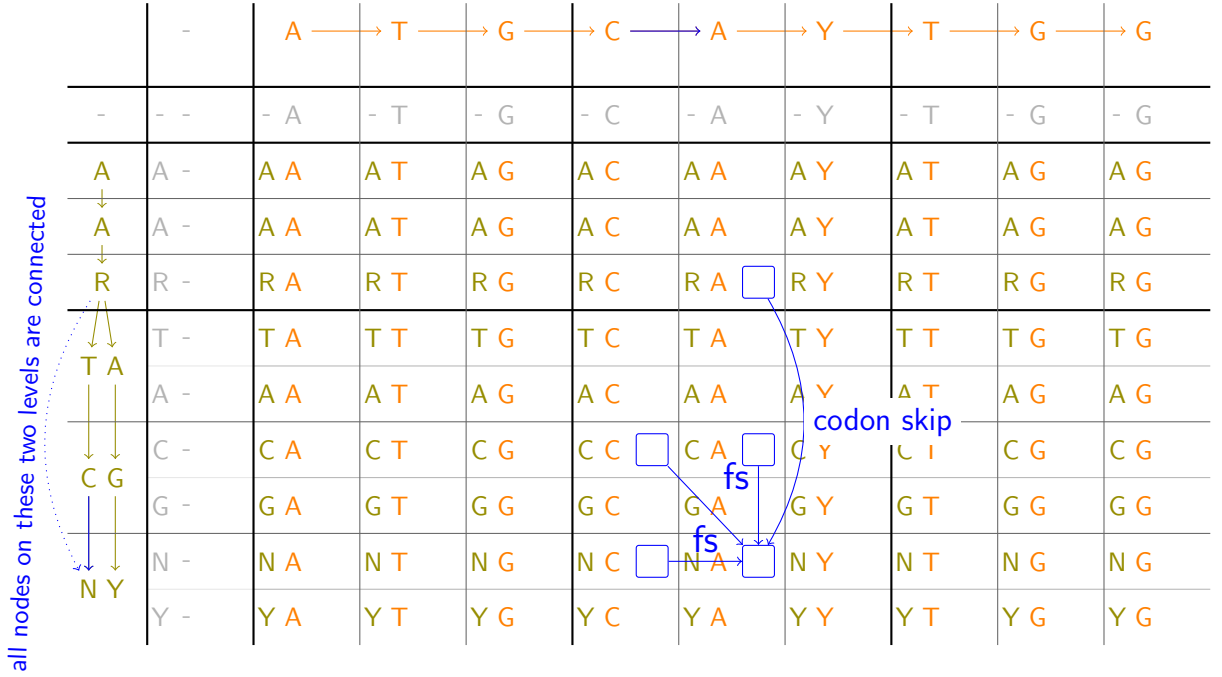 - A T G C A Y T G G
- - - - A - T - G - C - A - Y - T - G - G
A A - A A A T A G A C A A A Y A T A G A G
A A - A A A T A G A C A A A Y A T A G A G
R R - R A R T R G R C R A R Y R T R G R G
T - T A T T T G T C T A T Y T T T G T G
T A
A - A A A T A G A C A A A Y A T A G A G
codon skip
C - C A C T C G C C C A C Y C T C G C G
C G
fs
G - G A G T G G G C G A G Y G T G G G G
fs
N - N A N T N G N C N A N Y N T N G N G
N Y
Y - Y A Y T Y G Y C Y A Y Y Y T Y G Y G
all nodes on these two levels are connected